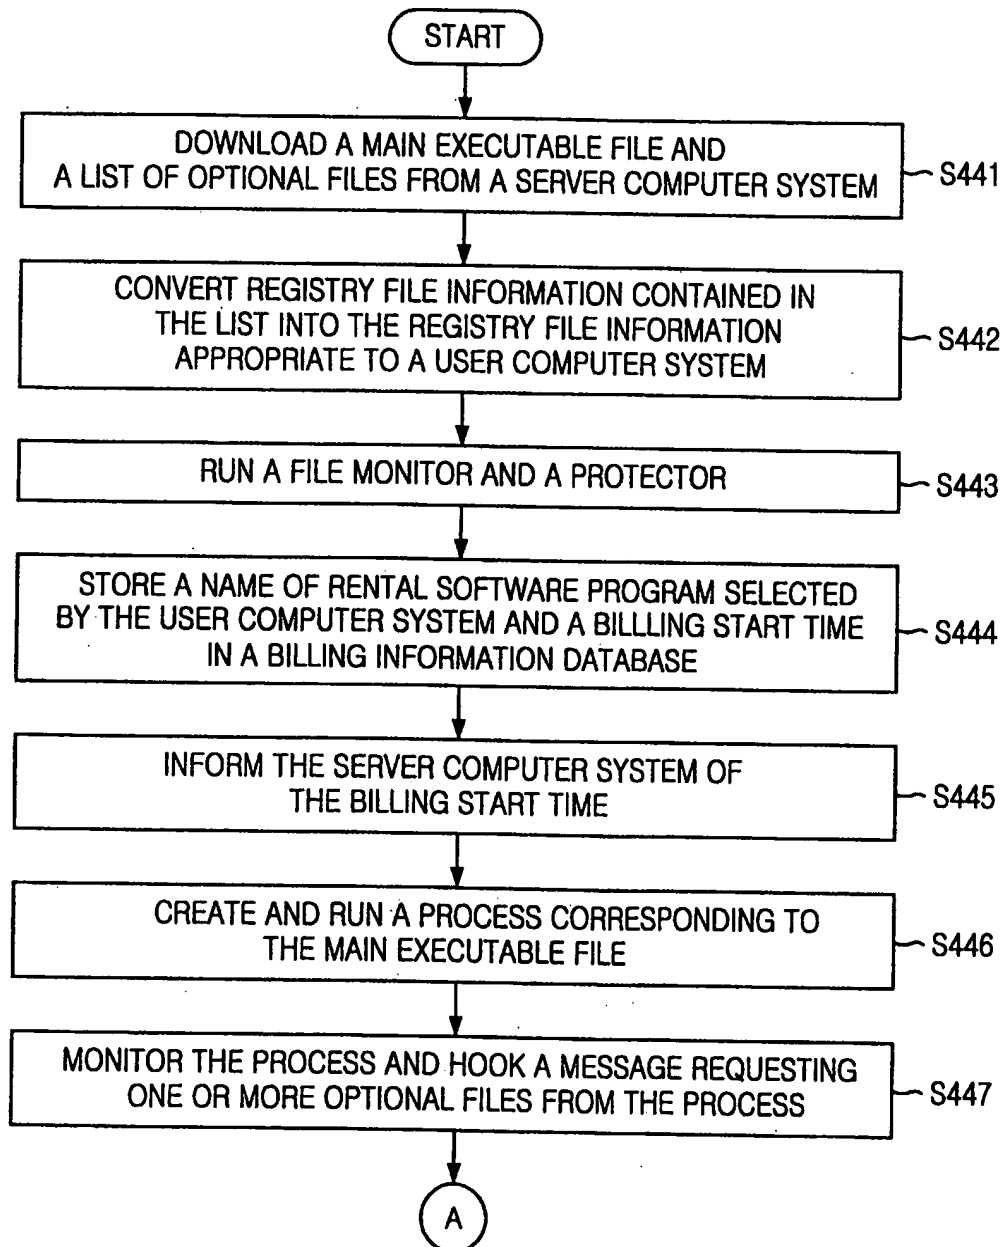 START
DOWNLOAD A MAIN EXECUTABLE FILE AND
A LIST OF OPTIONAL FILES FROM A SERVER COMPUTER SYSTEM
S441
CONVERT REGISTRY FILE INFORMATION CONTAINED IN
THE LIST INTO THE REGISTRY FILE INFORMATION
APPROPRIATE TO A USER COMPUTER SYSTEM
S442
RUN A FILE MONITOR AND A PROTECTOR
S443
STORE A NAME OF RENTAL SOFTWARE PROGRAM SELECTED
BY THE USER COMPUTER SYSTEM AND A BILLLING START TIME
IN A BILLING INFORMATION DATABASE
S444
INFORM THE SERVER COMPUTER SYSTEM OF
THE BILLING START TIME
S445
CREATE AND RUN A PROCESS CORRESPONDING TO
THE MAIN EXECUTABLE FILE
S446
MONITOR THE PROCESS AND HOOK A MESSAGE REQUESTING
ONE OR MORE OPTIONAL FILES FROM THE PROCESS
S447
A